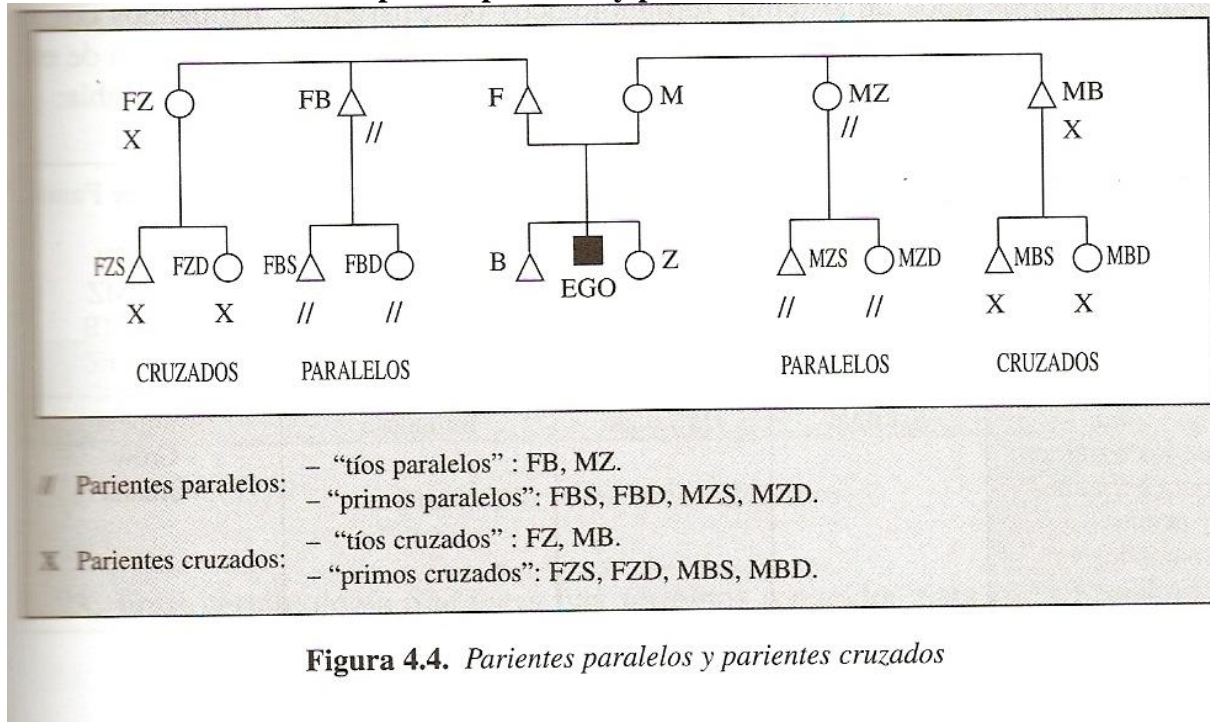 FZ FB F M MZ MB
X // // X
FZS FZD FBS FBD B Z MZS MZD MBS MBD
EGO
X X // // // // X X
CRUZADOS PARALELOS PARALELOS CRUZADOS
– “tíos paralelos” : FB, MZ.
// Parientes paralelos:
– “primos paralelos”: FBS, FBD, MZS, MZD.
– “tíos cruzados” : FZ, MB.
X Parientes cruzados:
– “primos cruzados”: FZS, FZD, MBS, MBD.
Figura 4.4. Parientes paralelos y parientes cruzados